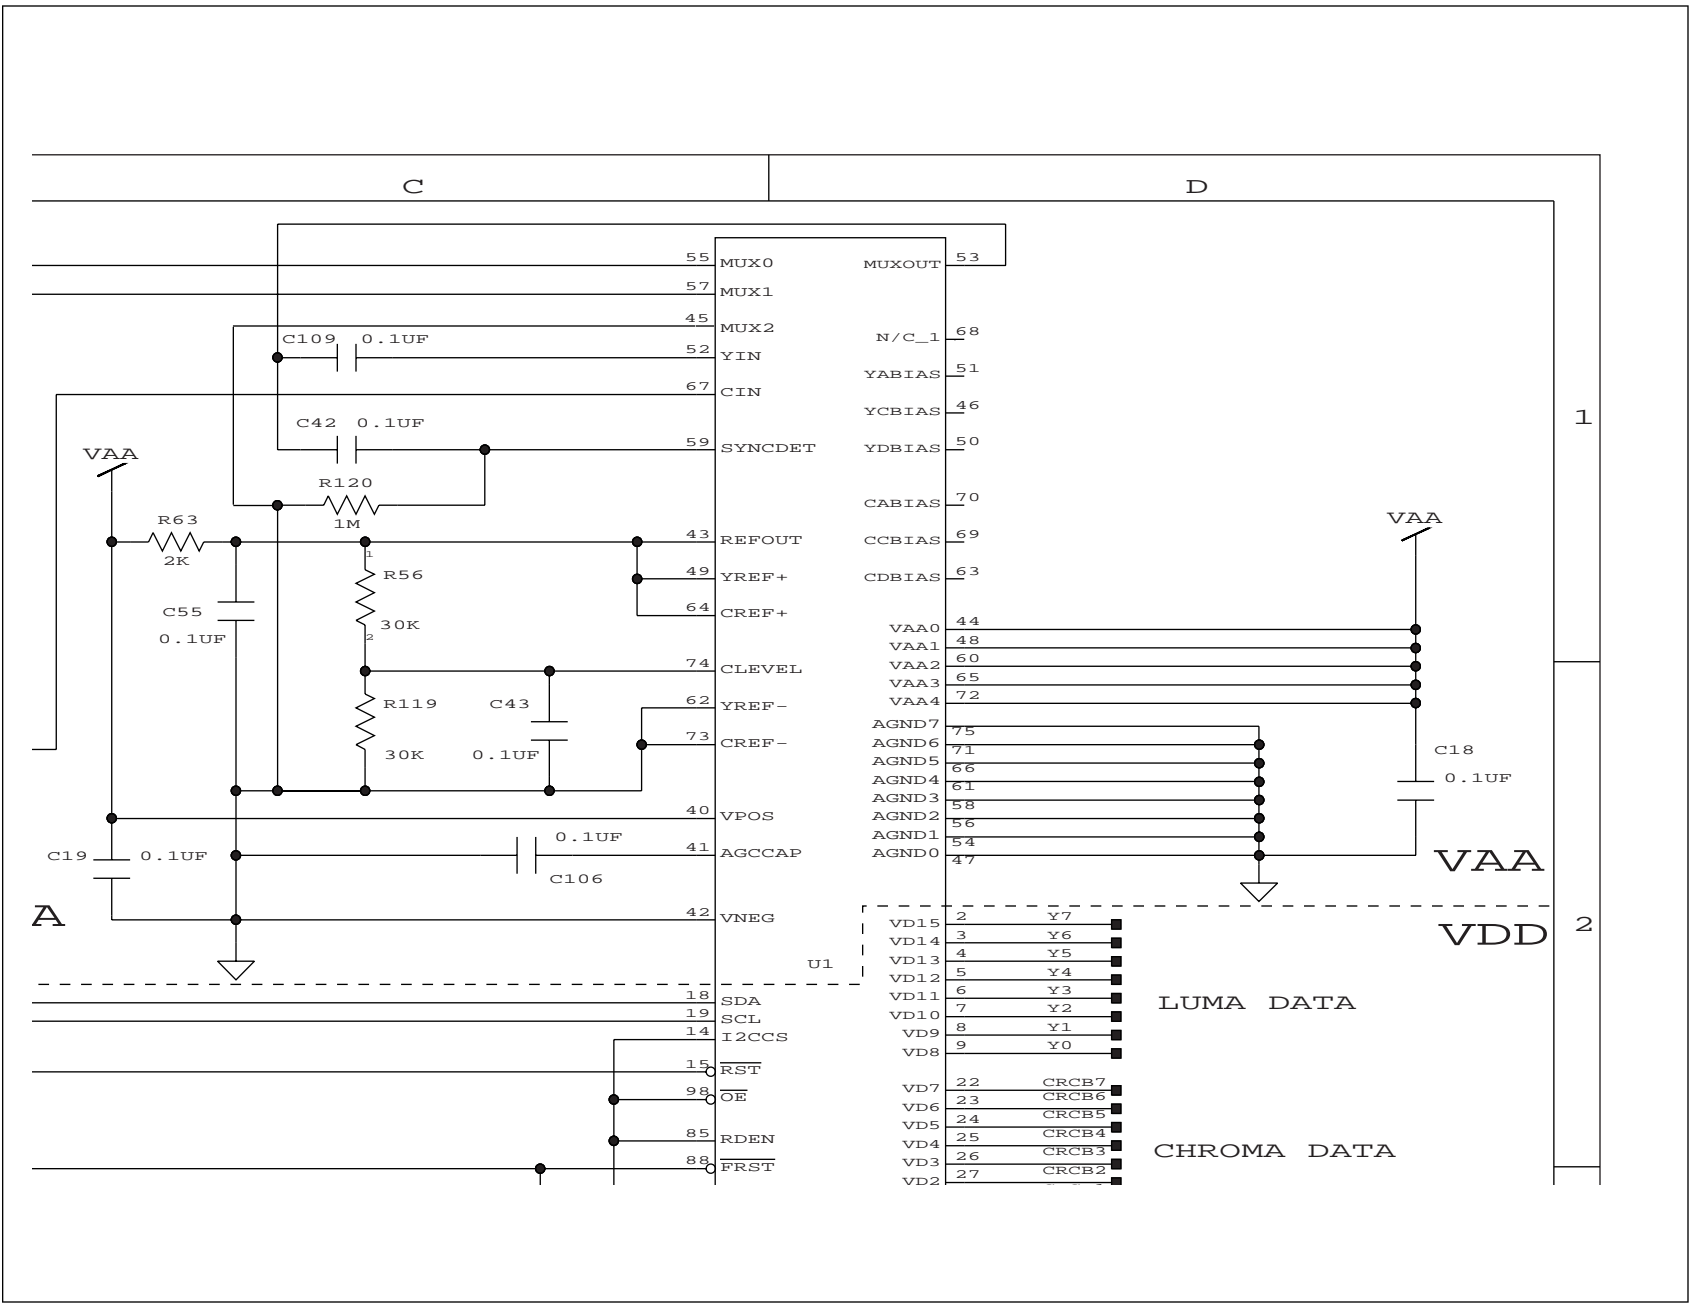 C
D
55 MUX0
MUXOUT 53
57 MUX1
45 MUX2
C109 0.1UF
N/C_1 68
52 YIN
YABIAS 51
67 CIN
YCBIAS 46
1
C42 0.1UF
59 SYNCDET
YDBIAS 50
VAA
R120
1M
CABIAS 70
R63
2K
VAA
43 REFOUT
CCBIAS 69
1
R56
30K
2
49 YREF+
CDBIAS 63
C55
0.1UF
64 CREF+
VAA0 44
VAA1 48
VAA2 60
VAA3 65
VAA4 72
74 CLEVEL
62 YREF-
R119
30K
C43
0.1UF
73 CREF-
AGND7 75
AGND6 71
AGND5 66
AGND4 61
AGND3 58
AGND2 56
AGND1 54
AGND0 47
C18
0.1UF
40 VPOS
0.1UF
C106
41 AGCCAP
C19 0.1UF
VAA
A
42 VNEG
VDD
2
U1
VD15 2 Y7
VD14 3 Y6
VD13 4 Y5
VD12 5 Y4
VD11 6 Y3
VD10 7 Y2
VD9 8 Y1
VD8 9 Y0
LUMA DATA
18 SDA
19 SCL
14 I2CCS
15 RST
98 OE
85 RDEN
88 FRST
VD7 22 CRCB7
VD6 23 CRCB6
VD5 24 CRCB5
VD4 25 CRCB4
VD3 26 CRCB3
VD2 27 CRCB2
CHROMA DATA